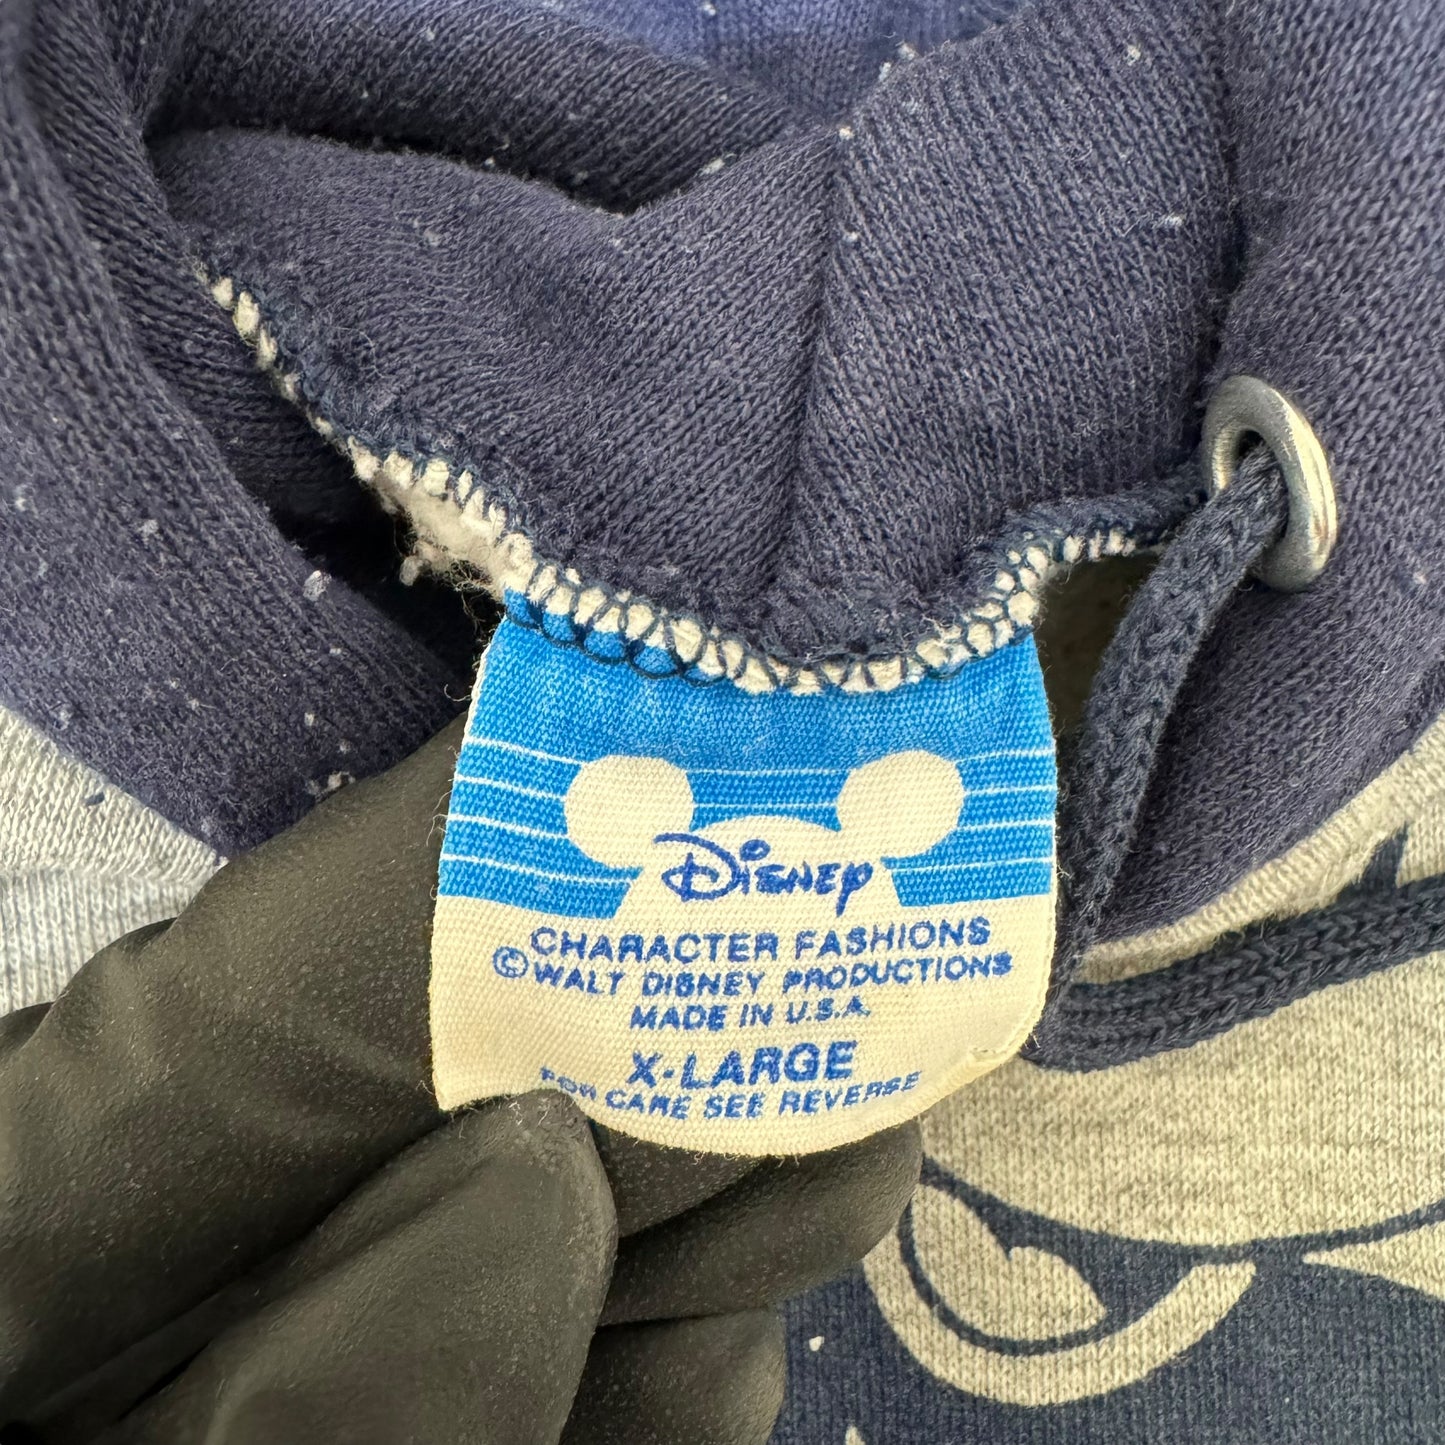 Disney
CHARACTER FASHIONS
©WALT DISNEY PRODUCTIONS
MADE IN U.S.A.
X-LARGE
FOR CARE SEE REVERSE